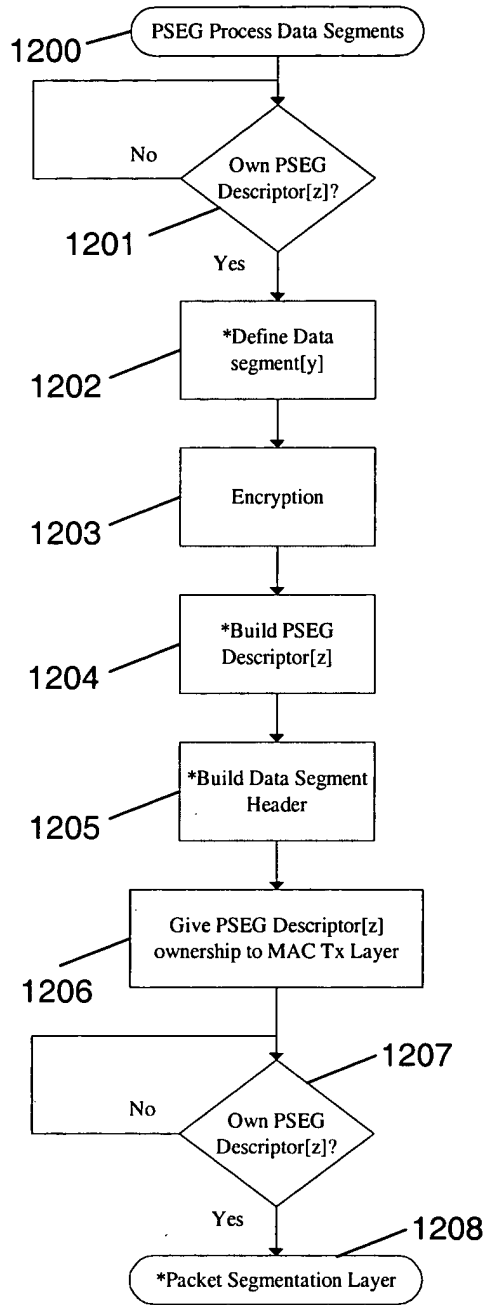 PSEG Process Data Segments
1200
No
Own PSEG
Descriptor[z]?
1201
Yes
*Define Data
segment[y]
1202
Encryption
1203
*Build PSEG
Descriptor[z]
1204
*Build Data Segment
Header
1205
Give PSEG Descriptor[z]
ownership to MAC Tx Layer
1206
1207
No
Own PSEG
Descriptor[z]?
Yes
1208
*Packet Segmentation Layer